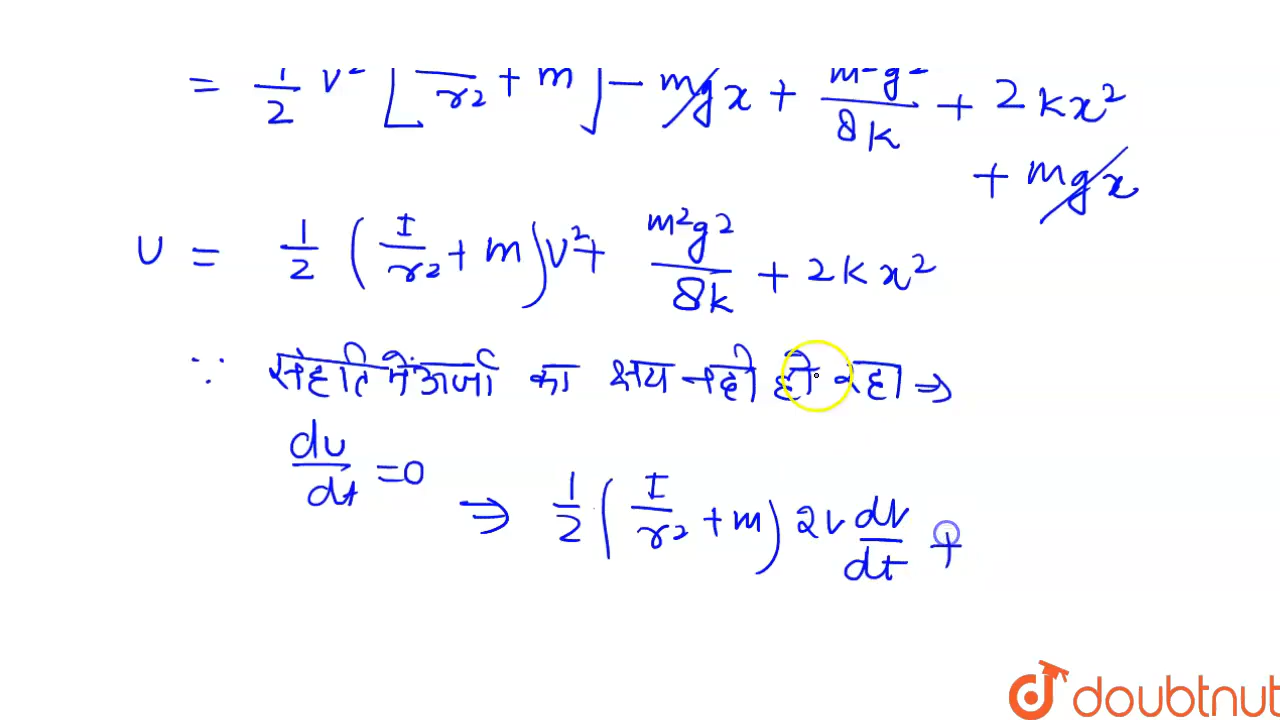 = 1/2 v² [ /r² + m ] − mgx + m²g²/8k + 2kx²
+ mgx
U = 1/2 (I/r² + m) v² + m²g²/8k + 2kx²
∵ संहति में ऊर्जा का क्षय नही हो रहा ⇒
du/dt = 0 ⇒ 1/2 (I/r² + m) 2v dv/dt +
doubtnut